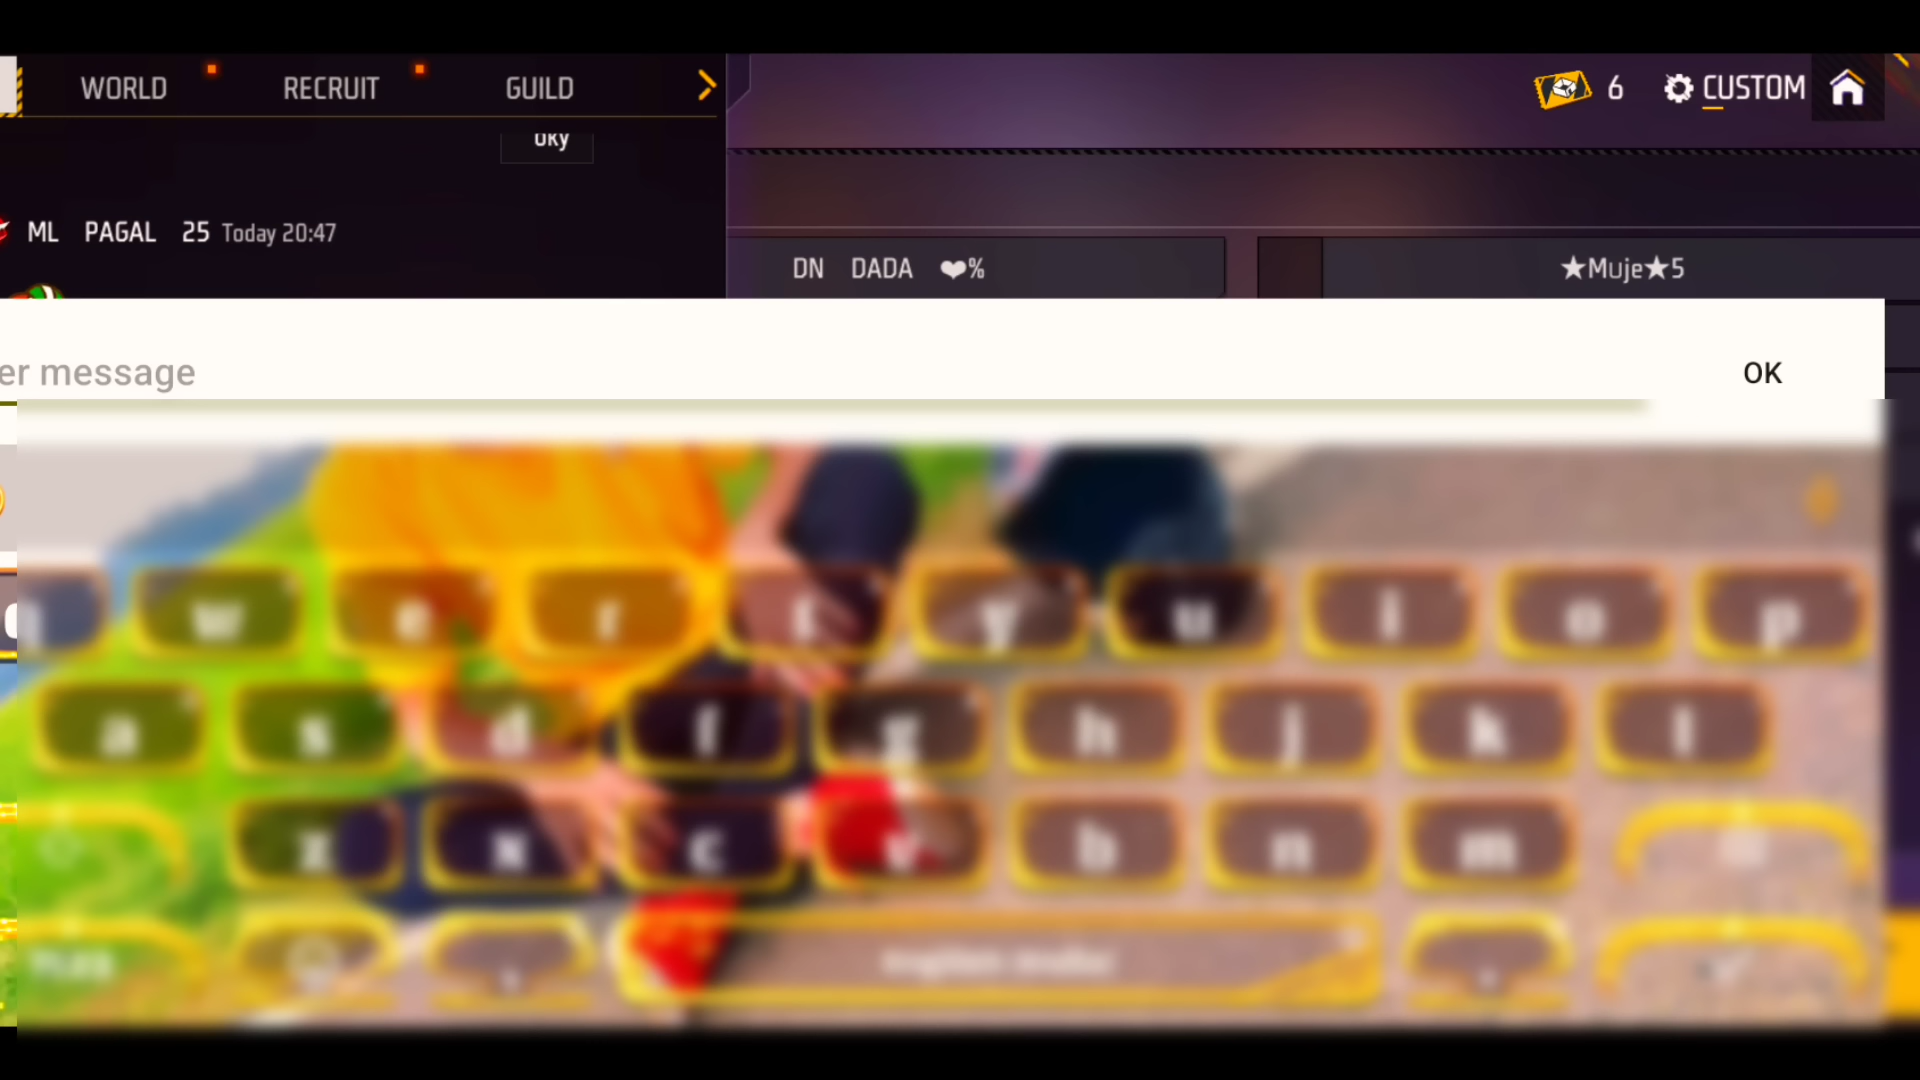 WORLD RECRUIT GUILD
6 CUSTOM
oky
ML PAGAL 25 Today 20:47
DN DADA ❤%
★Muje★5
er message
OK
q w e r t y u i o p
a s d f g h j k l
z x c v b n m